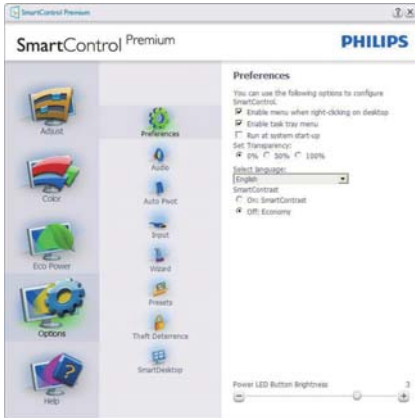 SmartControl Premium
SmartControl Premium
PHILIPS
Adjust
Color
Eco Power
Options
Help
Preferences
Audio
Auto Pivot
Input
Wizard
Presets
Theft Deterrence
SmartDesktop
Preferences
You can use the following options to configure
SmartControl.
Enable menu when right-clicking on desktop
Enable task tray menu
Run at system start-up
Set Transparency:
0% 50% 100%
Select language:
English
SmartContrast
On: SmartContrast
Off: Economy
Power LED Button Brightness 3